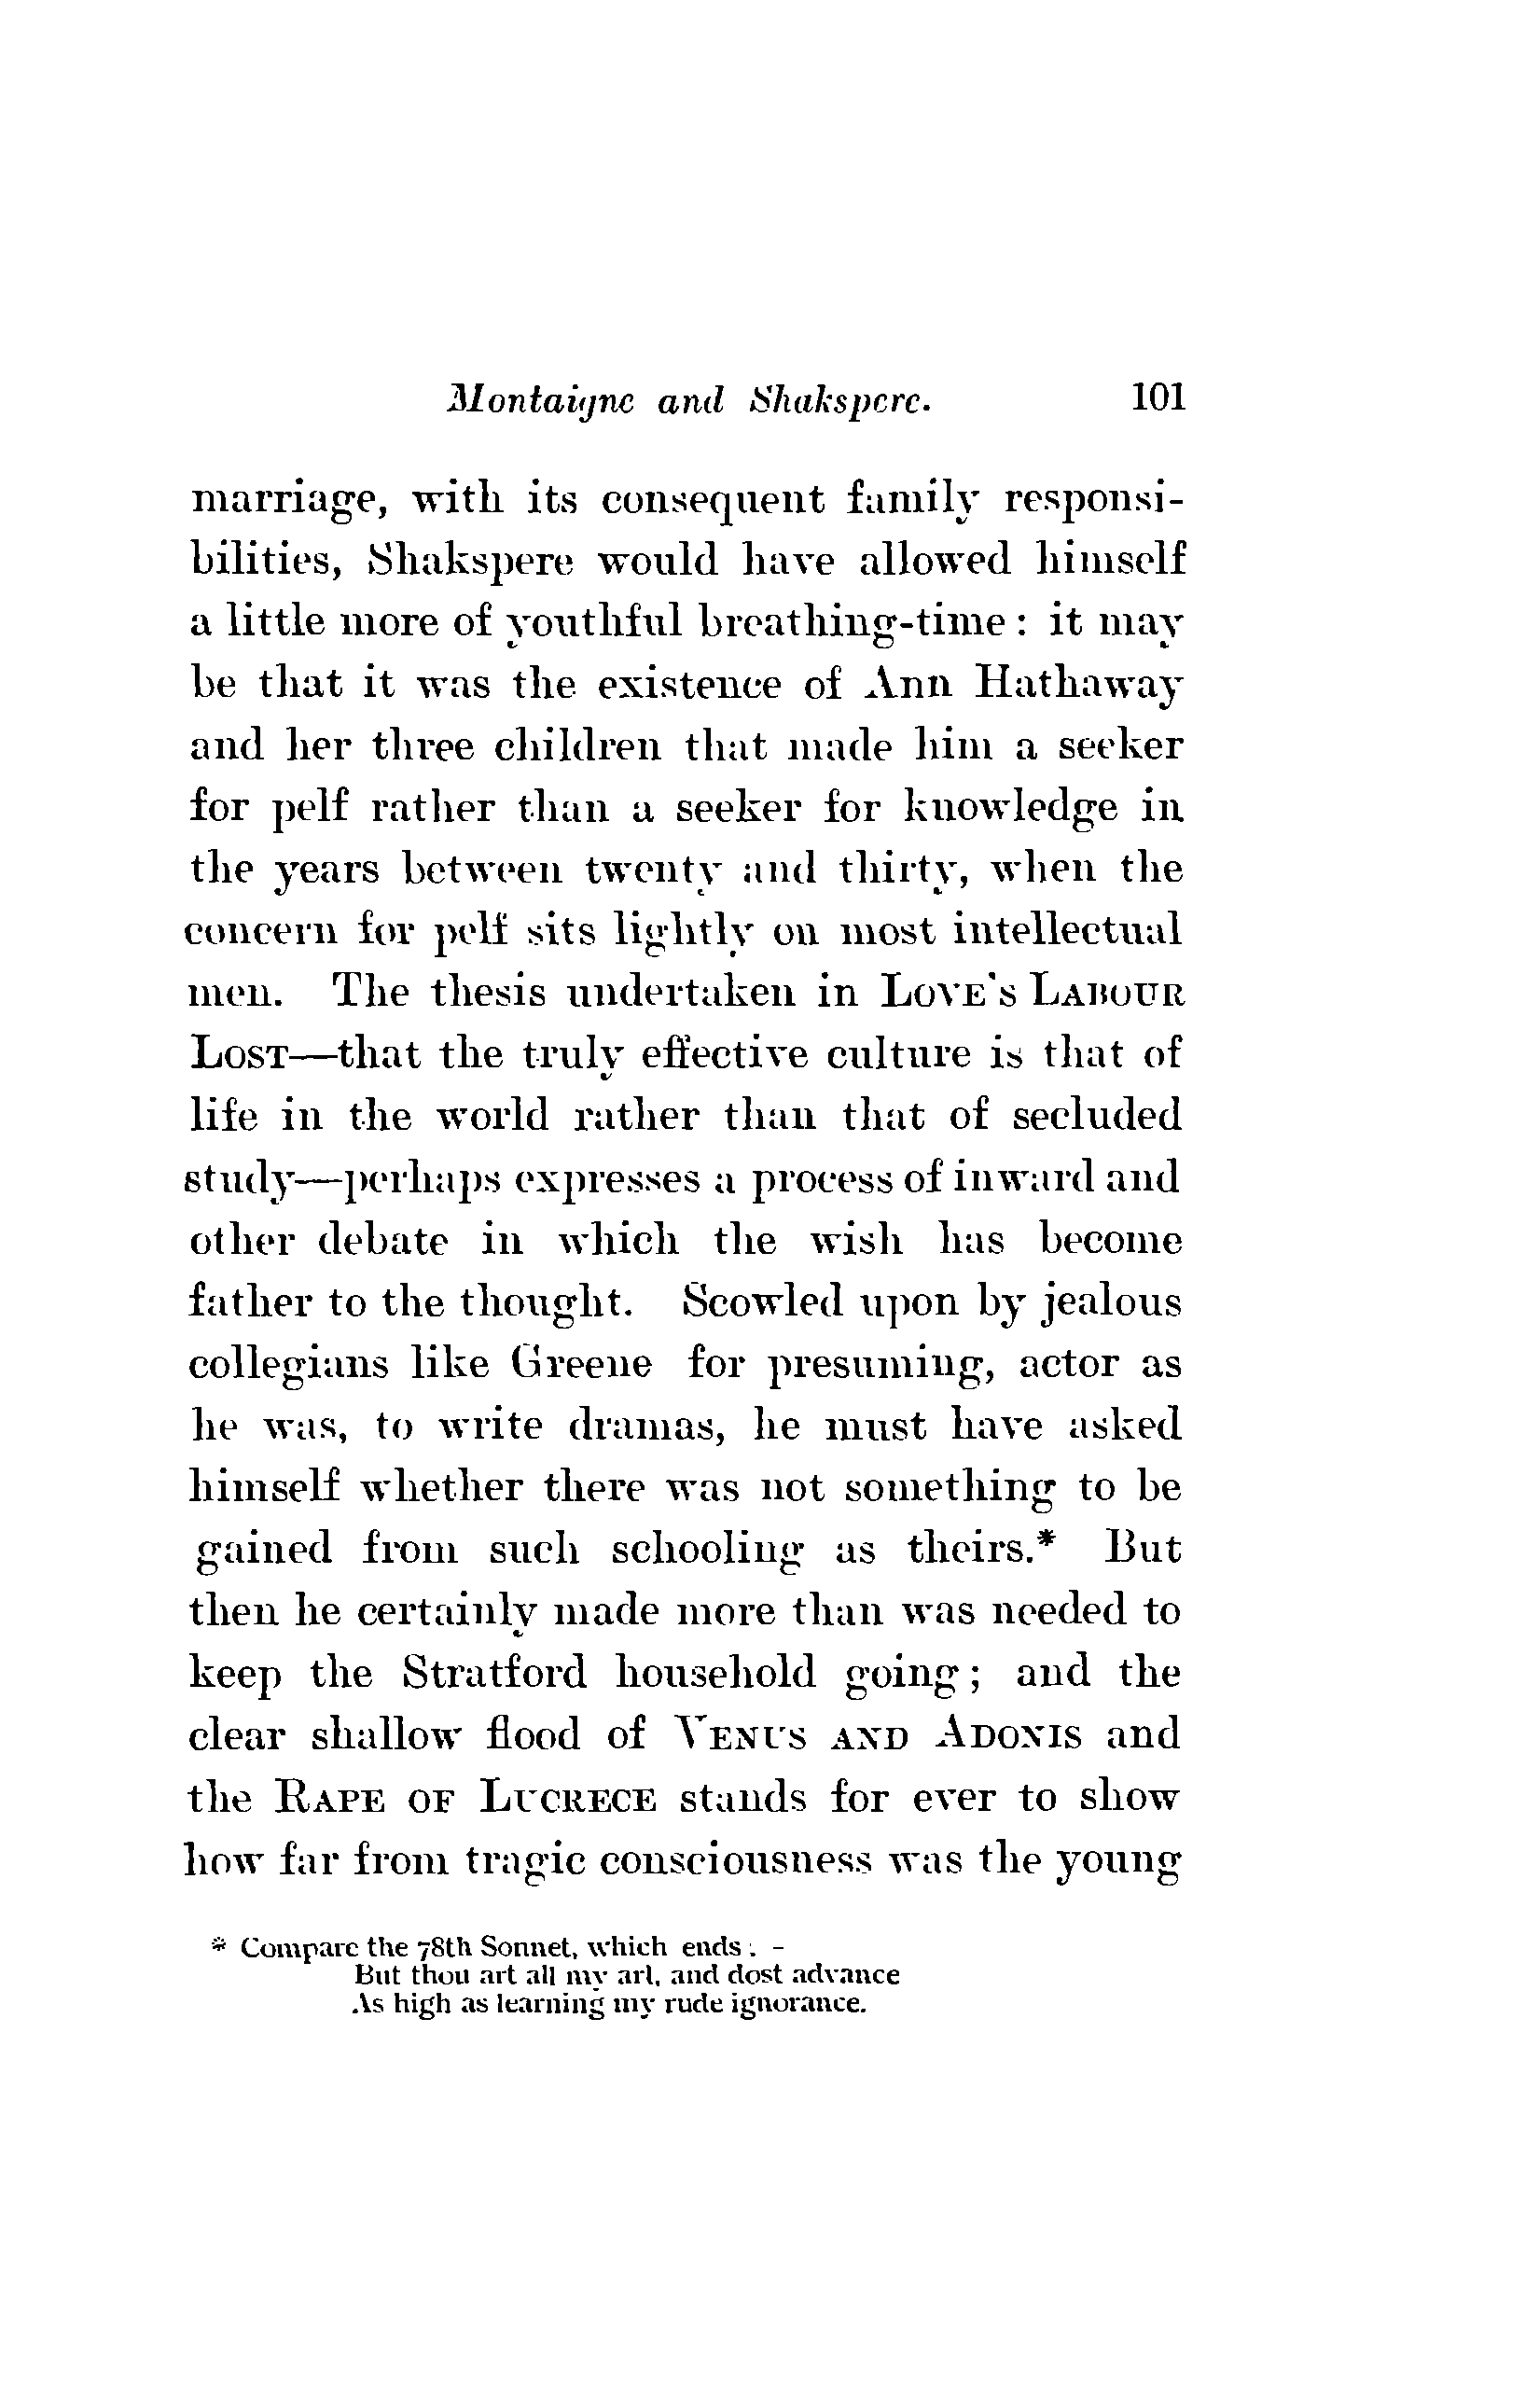 Montaigne and Shakspere. 101
marriage, with its consequent family responsi-
bilities, Shakspere would have allowed himself
a little more of youthful breathing-time : it may
be that it was the existence of Ann Hathaway
and her three children that made him a seeker
for pelf rather than a seeker for knowledge in
the years between twenty and thirty, when the
concern for pelf sits lightly on most intellectual
men. The thesis undertaken in LOVE'S LABOUR
LOST—that the truly effective culture is that of
life in the world rather than that of secluded
study—perhaps expresses a process of inward and
other debate in which the wish has become
father to the thought. Scowled upon by jealous
collegians like Greene for presuming, actor as
he was, to write dramas, he must have asked
himself whether there was not something to be
gained from such schooling as theirs.* But
then he certainly made more than was needed to
keep the Stratford household going; and the
clear shallow flood of VENUS AND ADONIS and
the RAPE OF LUCRECE stands for ever to show
how far from tragic consciousness was the young
* Compare the 78th Sonnet, which ends : -
But thou art all my art, and dost advance
As high as learning my rude ignorance.